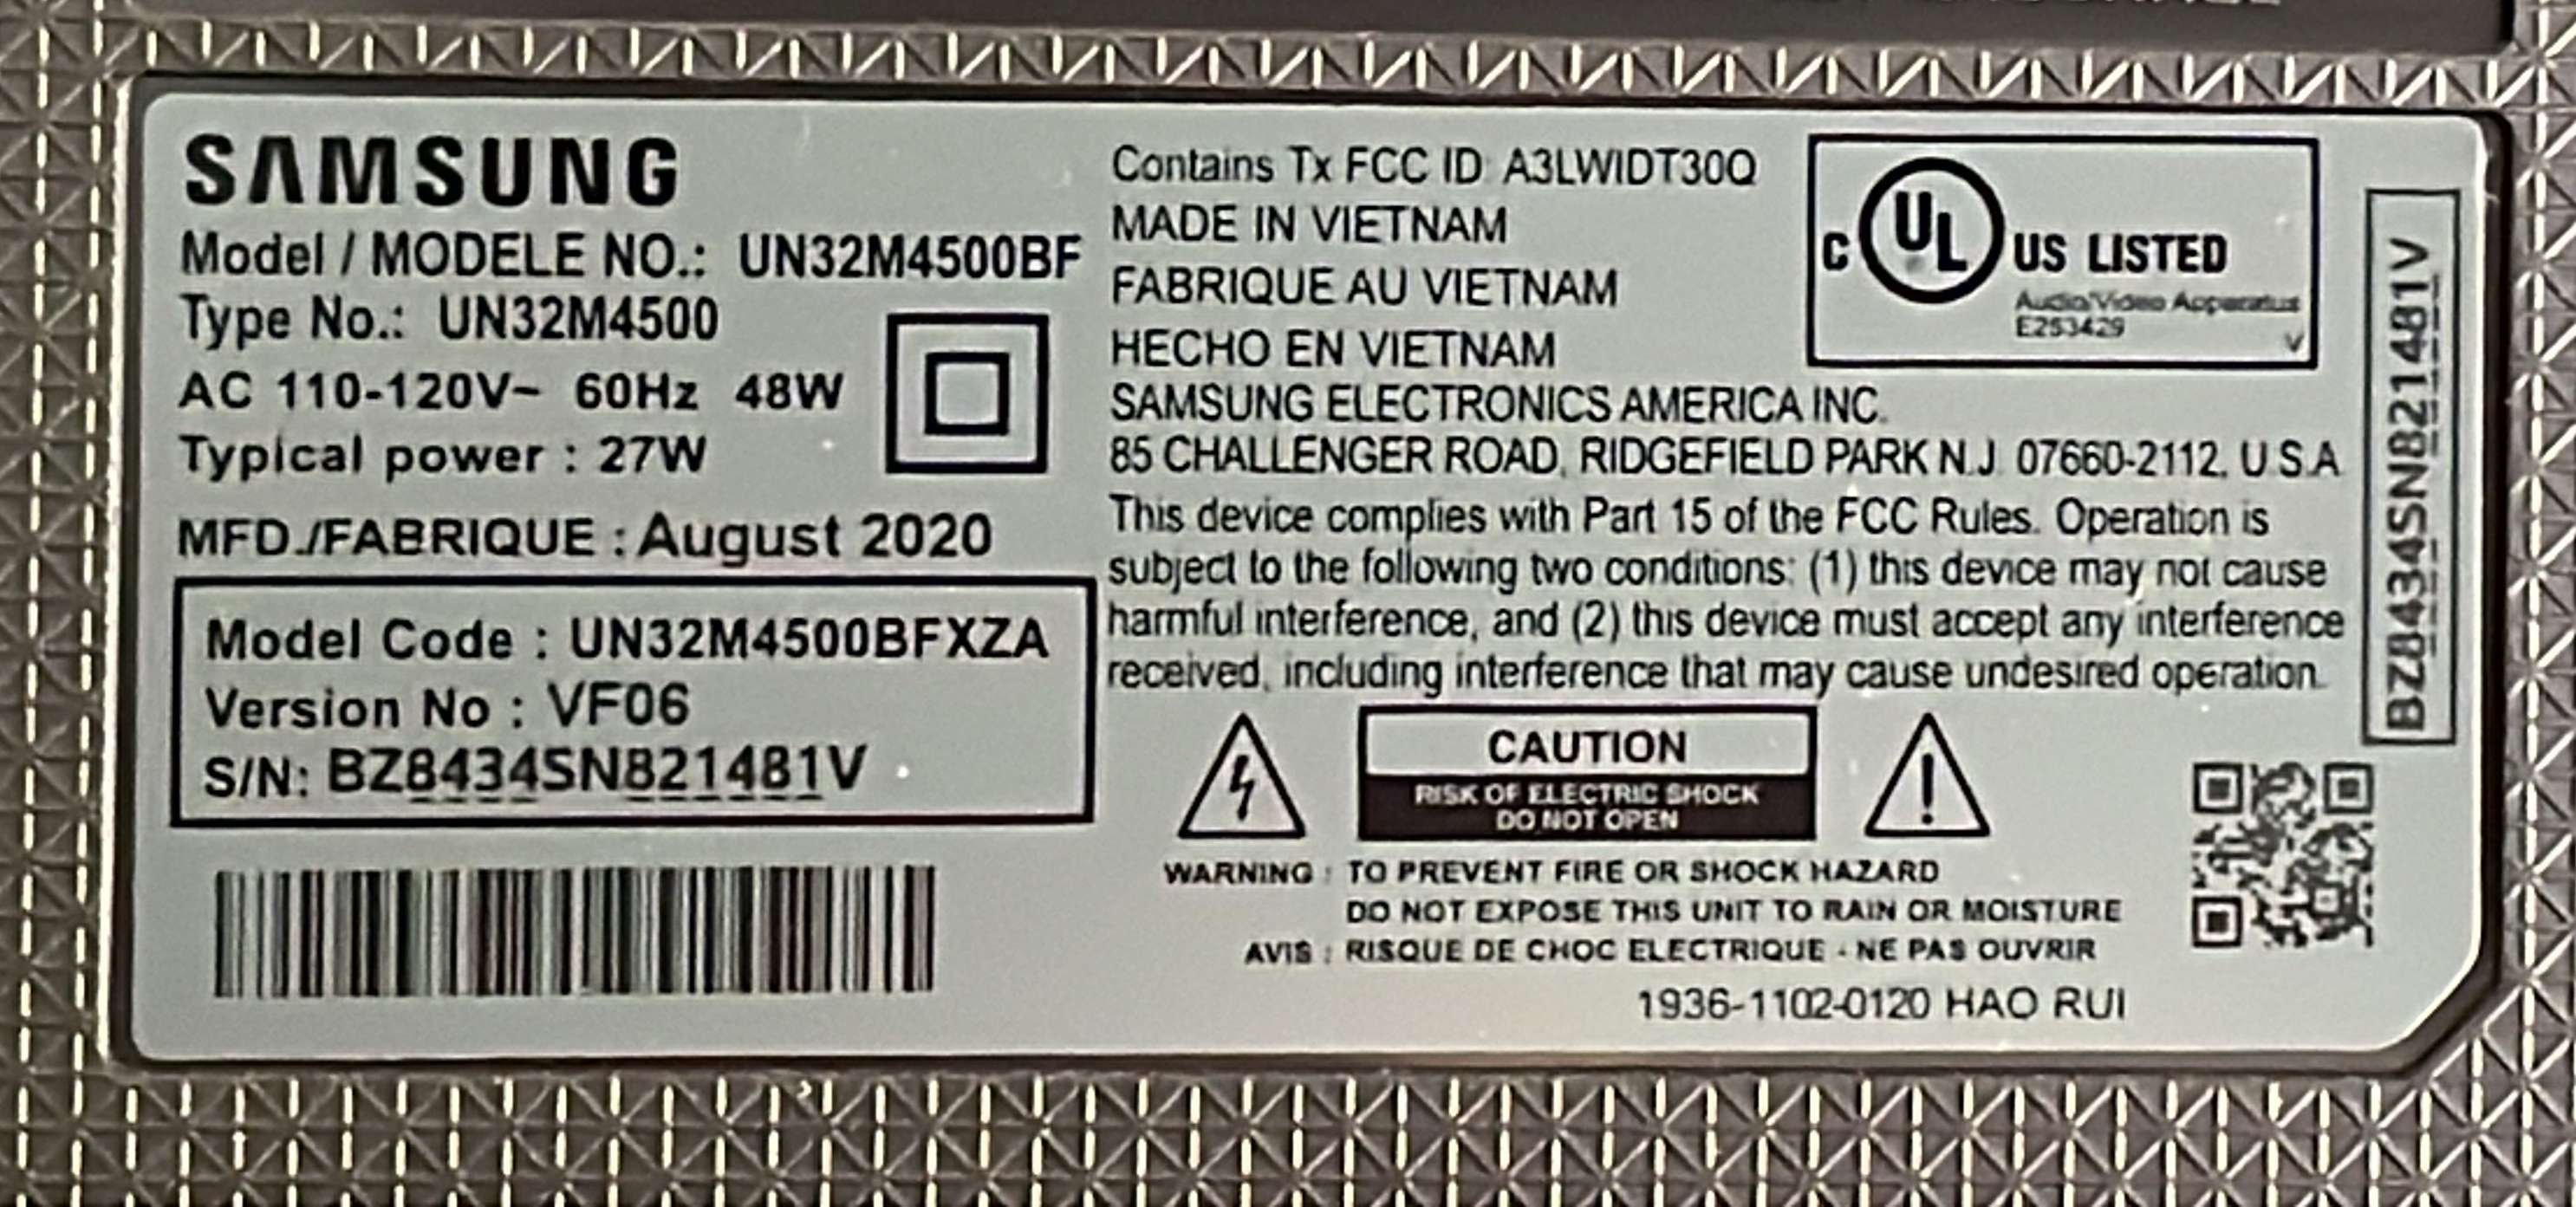 SAMSUNG
Model / MODELE NO.: UN32M4500BF
Type No.: UN32M4500
AC 110-120V~ 60Hz 48W
Typical power : 27W
MFD./FABRIQUE : August 2020
Model Code : UN32M4500BFXZA
Version No : VF06
S/N: BZ8434SN821481V
Contains Tx FCC ID: A3LWIDT30Q
MADE IN VIETNAM
FABRIQUE AU VIETNAM
HECHO EN VIETNAM
SAMSUNG ELECTRONICS AMERICA INC.
85 CHALLENGER ROAD, RIDGEFIELD PARK N.J. 07660-2112, U.S.A
This device complies with Part 15 of the FCC Rules. Operation is
subject to the following two conditions: (1) this device may not cause
harmful interference, and (2) this device must accept any interference
received, including interference that may cause undesired operation.
C UL US LISTED
Audio/Video Apparatus
E253429
V
BZ8434SN821481V
CAUTION
RISK OF ELECTRIC SHOCK
DO NOT OPEN
WARNING : TO PREVENT FIRE OR SHOCK HAZARD
DO NOT EXPOSE THIS UNIT TO RAIN OR MOISTURE
AVIS : RISQUE DE CHOC ELECTRIQUE - NE PAS OUVRIR
1936-1102-0120 HAO RUI